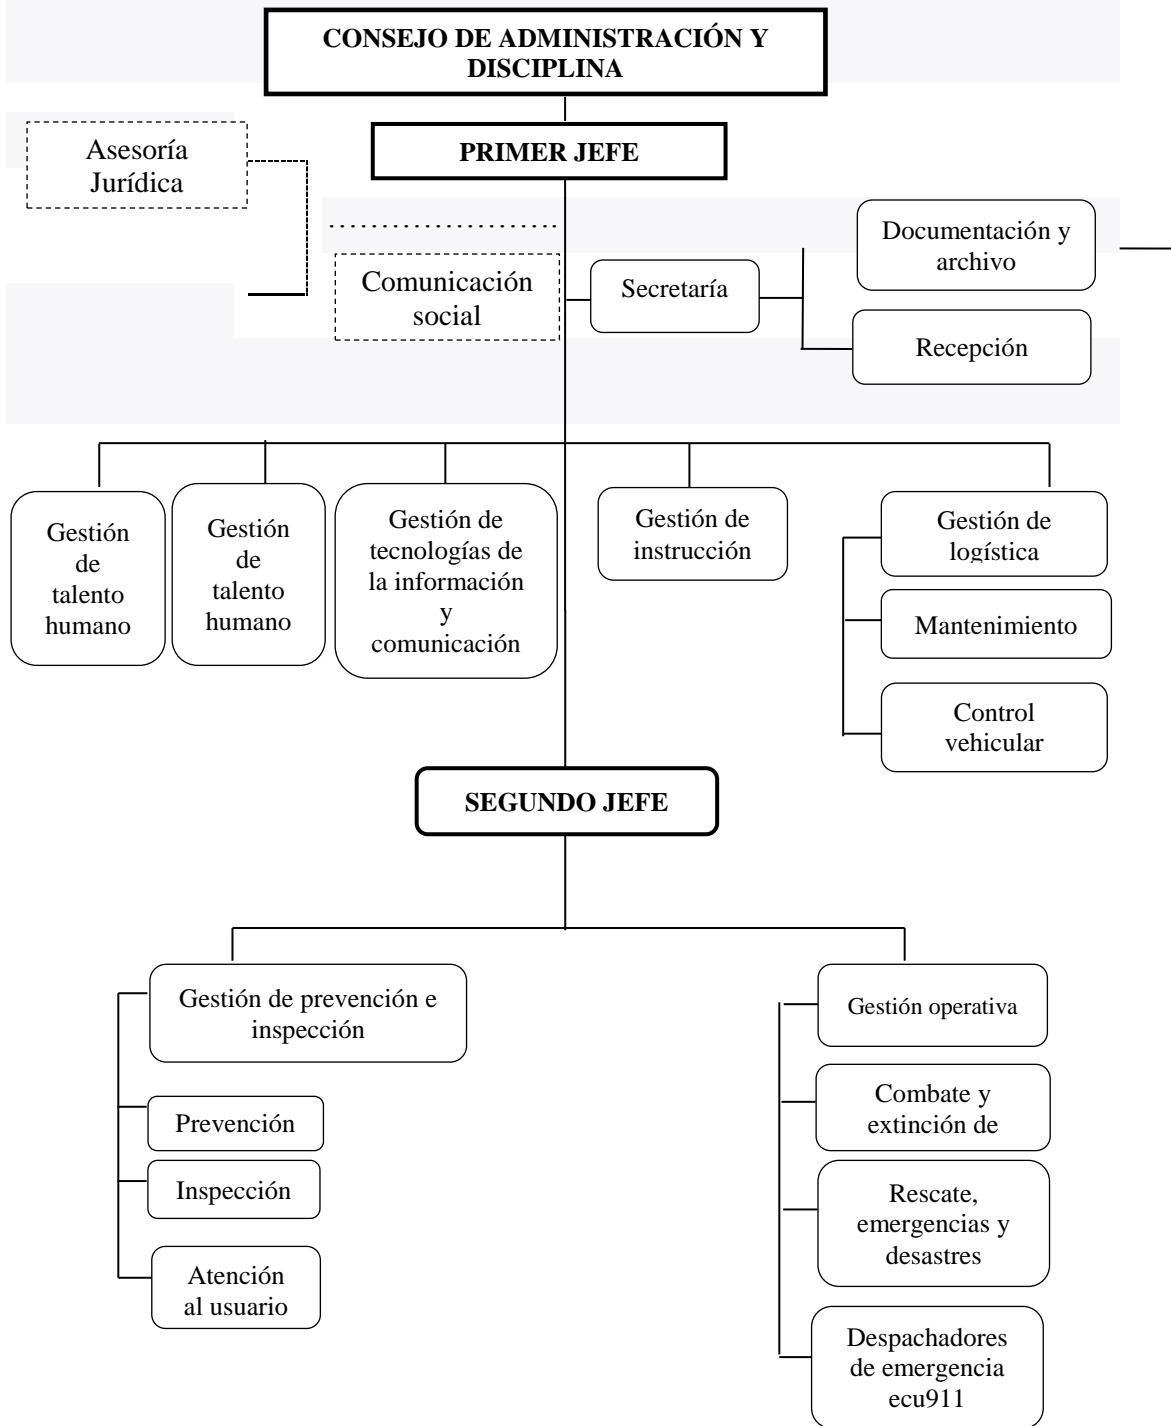 CONSEJO DE ADMINISTRACIÓN Y
DISCIPLINA
PRIMER JEFE
Asesoría
Jurídica
Comunicación
social
Secretaría
Documentación y
archivo
Recepción
Gestión
de
talento
humano
Gestión
de
talento
humano
Gestión de
tecnologías de
la información
y
comunicación
Gestión de
instrucción
Gestión de
logística
Mantenimiento
Control
vehicular
SEGUNDO JEFE
Gestión de prevención e
inspección
Prevención
Inspección
Atención
al usuario
Gestión operativa
Combate y
extinción de
Rescate,
emergencias y
desastres
Despachadores
de emergencia
ecu911